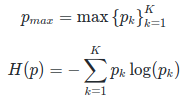 p_{max} = max {p_k}_{k=1}^{K}
H(p) = − ∑_{k=1}^{K} p_k log(p_k)